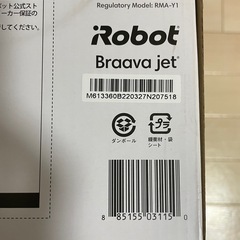 Regulatory Model: RMA-Y1
ット公式スト
ーカー保証の
iRobot
Braava jet®
M613360B220327N207518
ダンボール
緩衝材・袋
シート
8 85155 03115 0